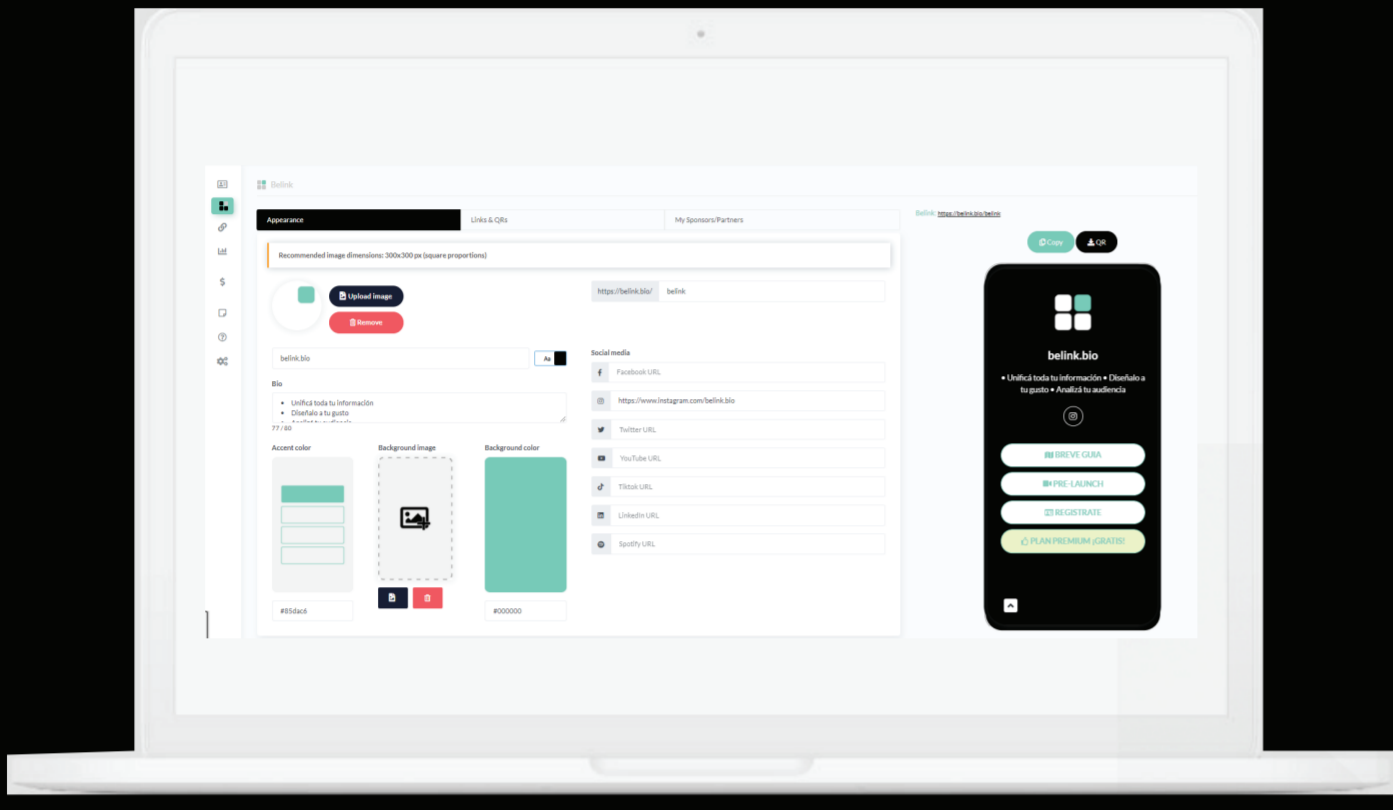 Belink
Appearance
Links & QRs
My Sponsors/Partners
Recommended image dimensions: 300x300 px (square proportions)
Upload image
Remove
https://belink.bio/ belink
belink.bio
Aa
Bio
• Unificá toda tu información
• Diseñalo a tu gusto
• Analizá tu audiencia
77 / 80
Accent color
Background image
Background color
#85dac6
#000000
Social media
Facebook URL
https://www.instagram.com/belink.bio
Twitter URL
YouTube URL
Tiktok URL
Linkedin URL
Spotify URL
Belink: https://belink.bio/belink
Copy
QR
belink.bio
• Unificá toda tu información • Diseñalo a
tu gusto • Analizá tu audiencia
BREVE GUIA
PRE-LAUNCH
REGISTRATE
PLAN PREMIUM ¡GRATIS!